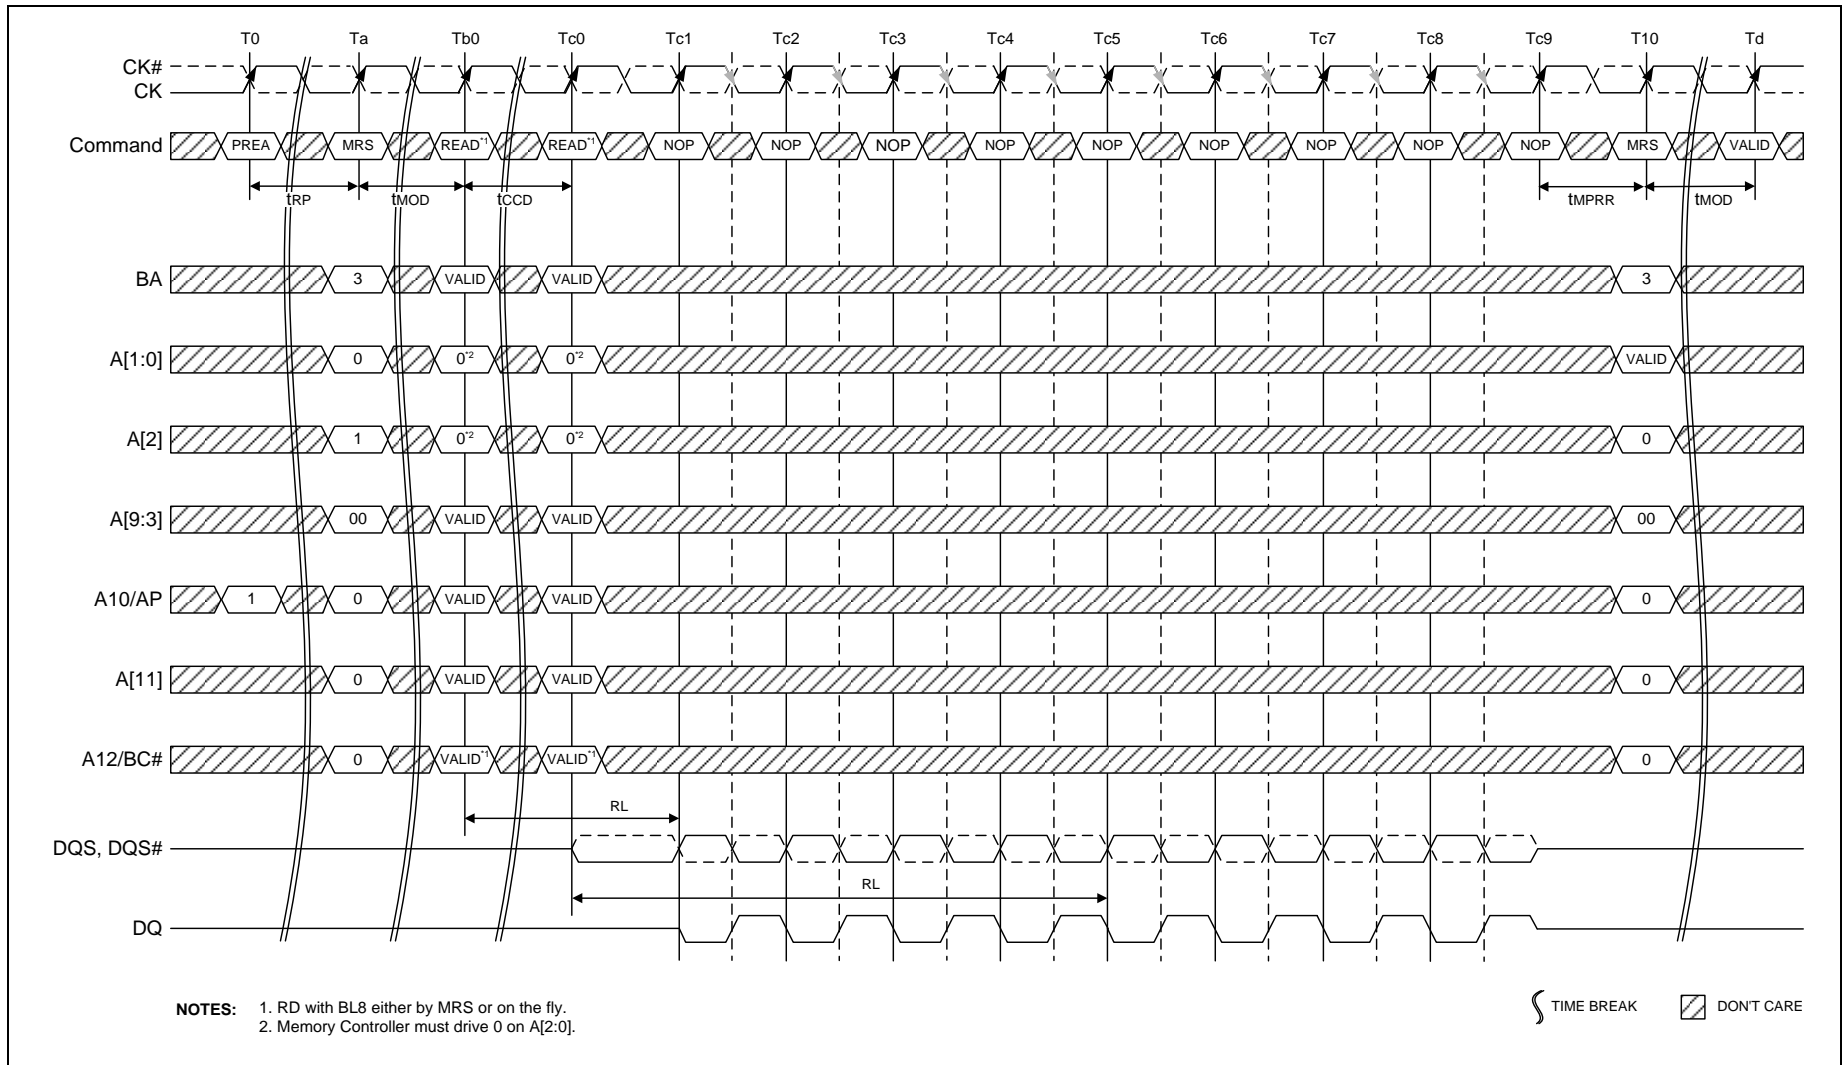 T0 Ta Tb0 Tc0 Tc1 Tc2 Tc3 Tc4 Tc5 Tc6 Tc7 Tc8 Tc9 T10 Td
CK#
CK
Command PREA MRS READ*1 READ*1 NOP NOP NOP NOP NOP NOP NOP NOP NOP MRS VALID
tRP tMOD tCCD tMPRR tMOD
BA 3 VALID VALID 3
A[1:0] 0 0*2 0*2 VALID
A[2] 1 0*2 0*2 0
A[9:3] 00 VALID VALID 00
A10/AP 1 0 VALID VALID 0
A[11] 0 VALID VALID 0
A12/BC# 0 VALID*1 VALID*1 0
RL
DQS, DQS#
RL
DQ
NOTES: 1. RD with BL8 either by MRS or on the fly.
2. Memory Controller must drive 0 on A[2:0].
TIME BREAK DON'T CARE